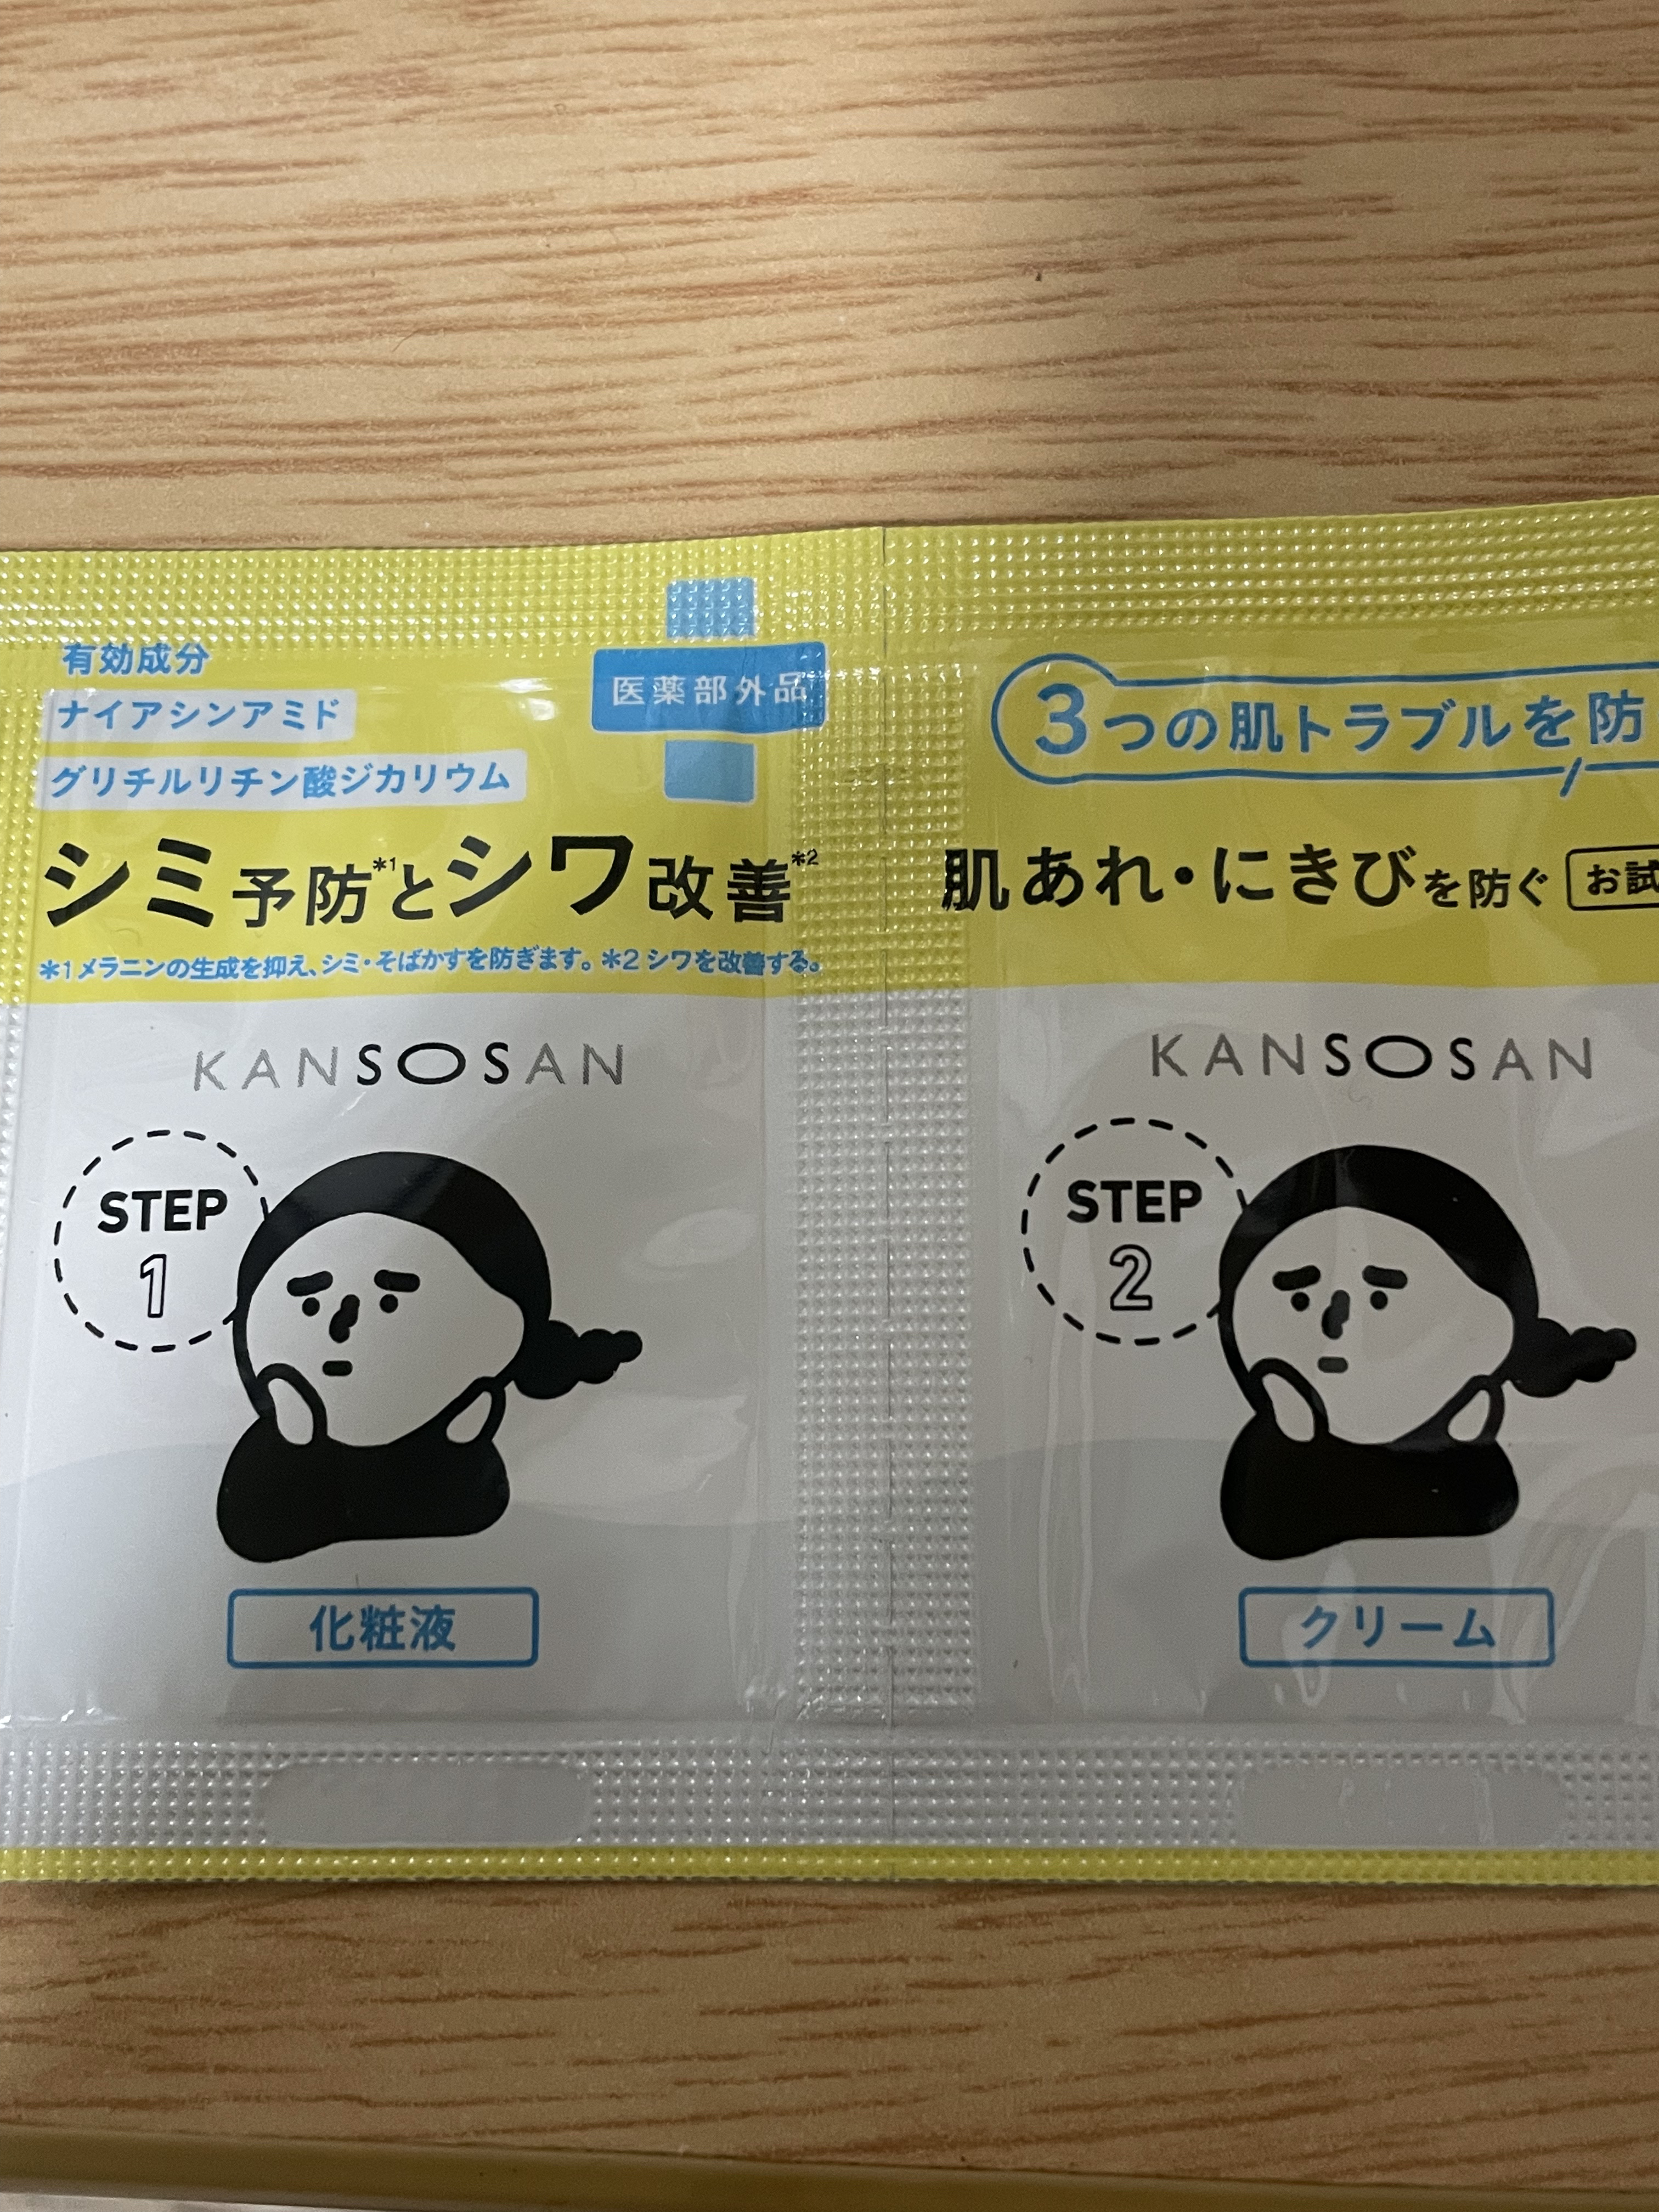 有効成分
ナイアシンアミド
グリチルリチン酸ジカリウム
医薬部外品
シミ予防*1とシワ改善*2
*1メラニンの生成を抑え、シミ・そばかすを防ぎます。*2 シワを改善する。
KANSOSAN
STEP
1
化粧液
3つの肌トラブルを防
肌あれ・にきびを防ぐ お試
KANSOSAN
STEP
2
クリーム